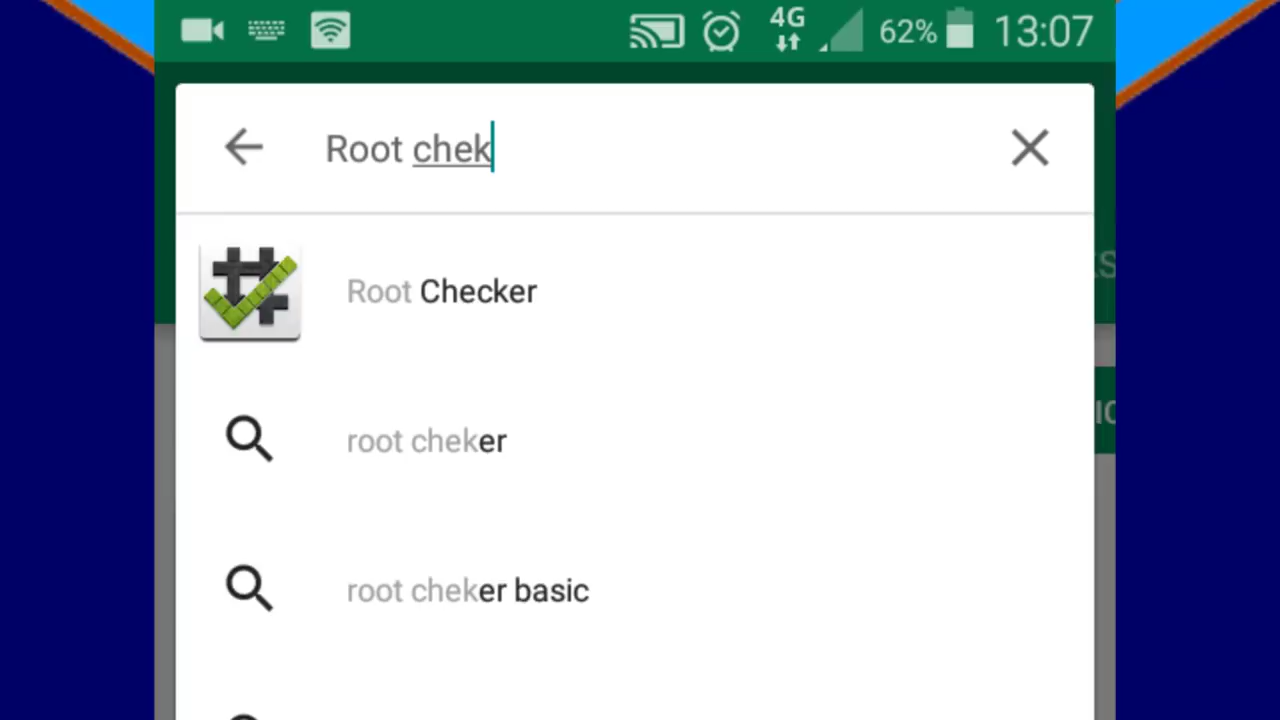 4G 62% 13:07
Root chek
Root Checker
root cheker
root cheker basic